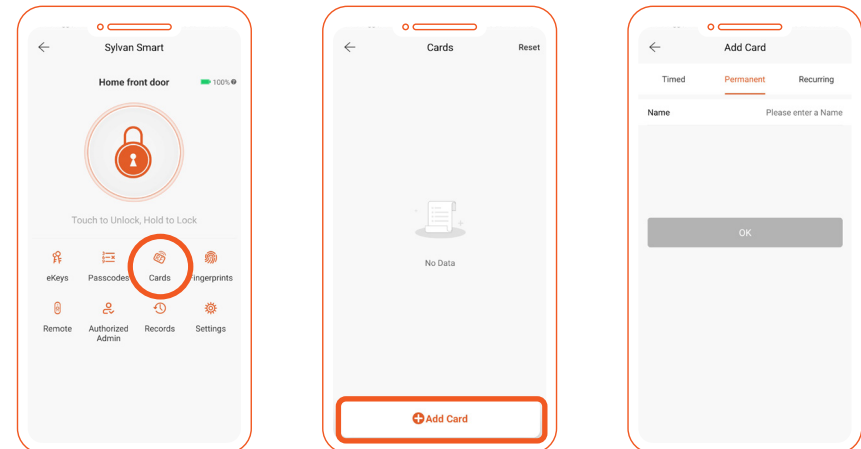 Sylvan Smart
Home front door
100%
Touch to Unlock, Hold to Lock
eKeys Passcodes Cards Fingerprints
Remote Authorized Admin Records Settings
Cards Reset
No Data
Add Card
Add Card
Timed Permanent Recurring
Name Please enter a Name
OK